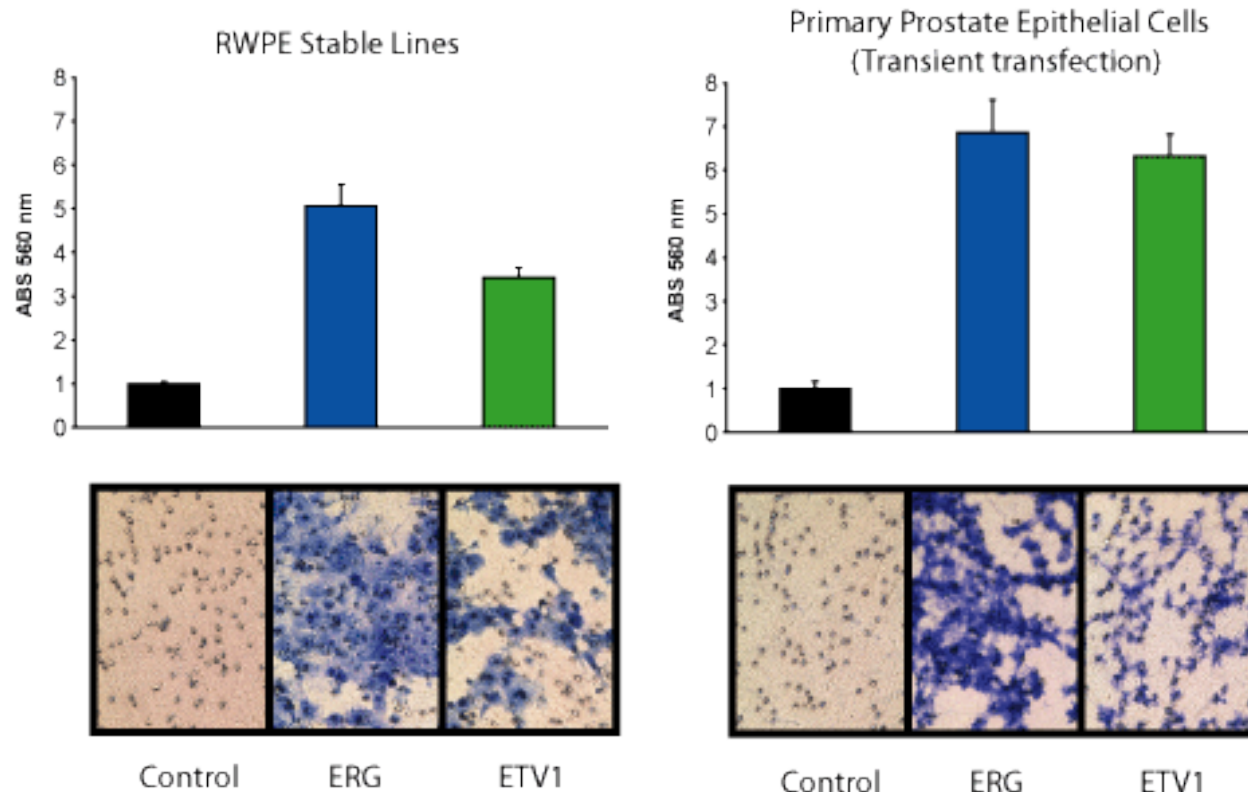 RWPE Stable Lines
8
7
6
5
4
3
2
1
0
ABS 560 nm
Control
ERG
ETV1
Primary Prostate Epithelial Cells
(Transient transfection)
8
7
6
5
4
3
2
1
0
ABS 560 nm
Control
ERG
ETV1